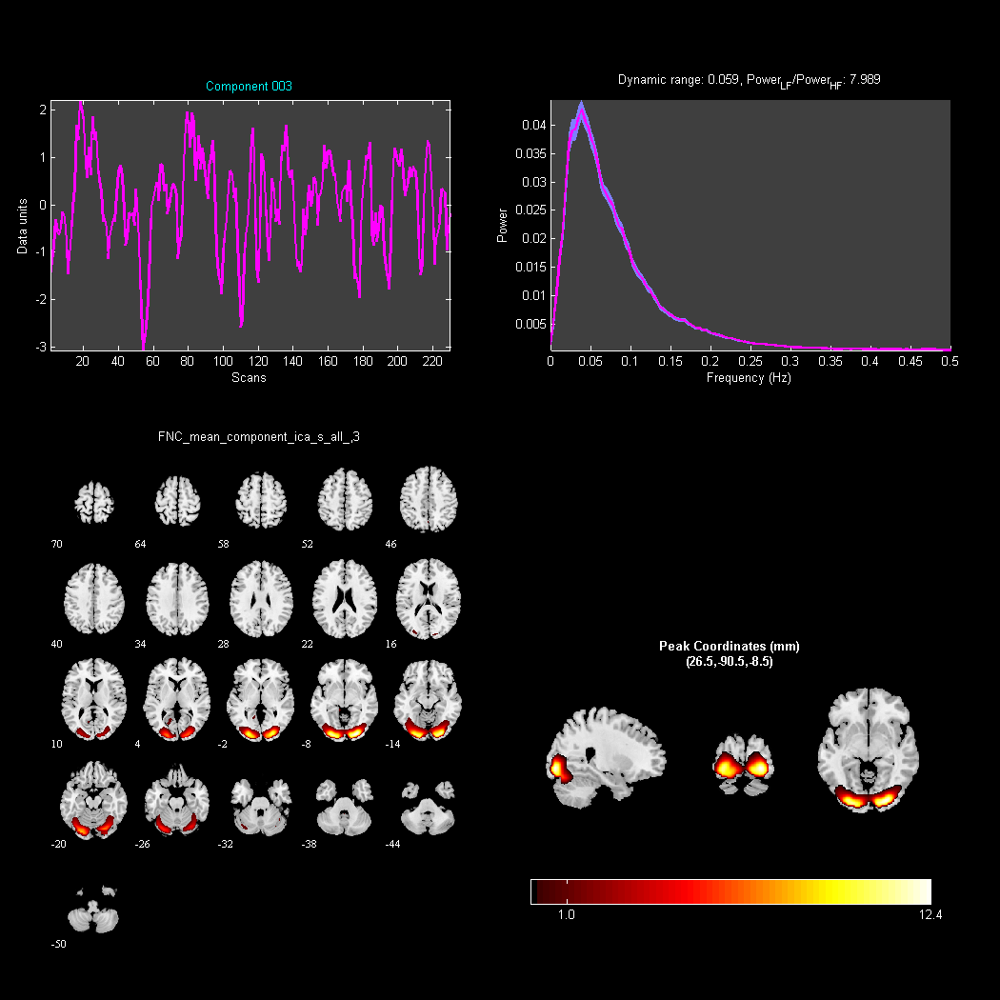 Component 003
2
1
0
-1
-2
-3
Data units
20 40 60 80 100 120 140 160 180 200 220
Scans
Dynamic range: 0.059, Power_LF/Power_HF: 7.989
0.04
0.035
0.03
0.025
0.02
0.015
0.01
0.005
Power
0 0.05 0.1 0.15 0.2 0.25 0.3 0.35 0.4 0.45 0.5
Frequency (Hz)
FNC_mean_component_ica_s_all_,3
70 64 58 52 46
40 34 28 22 16
10 4 -2 -8 -14
-20 -26 -32 -38 -44
-50
Peak Coordinates (mm)
(26.5,-90.5,-8.5)
1.0 12.4